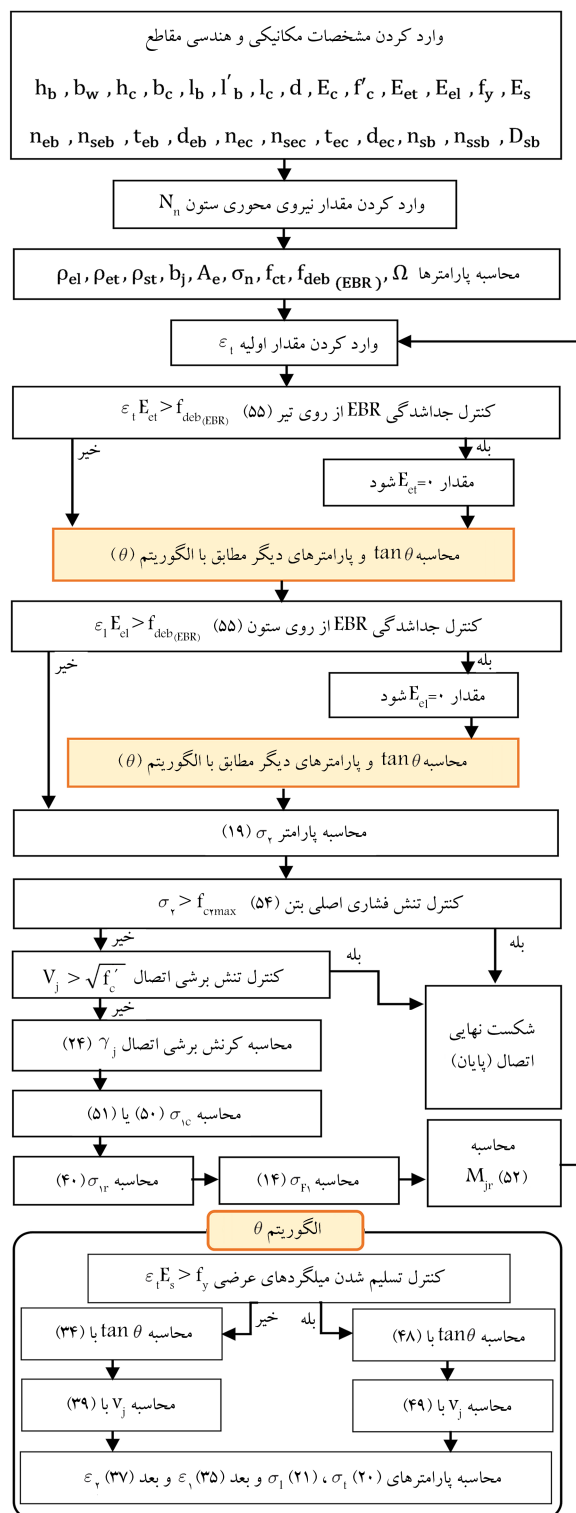 وارد کردن مشخصات مکانیکی و هندسی مقاطع
h_b , b_w , h_c , b_c , l_b , l'_b , l_c , d , E_c , f'_c , E_et , E_el , f_y , E_s
n_eb , n_seb , t_eb , d_eb , n_ec , n_sec , t_ec , d_ec , n_sb , n_ssb , D_sb
وارد کردن مقدار نیروی محوری ستون N_n
محاسبه پارامترها ρ_el , ρ_et , ρ_st , b_j , A_e , σ_n , f_ct , f_deb (EBR) , Ω
وارد کردن مقدار اولیه ε_t
کنترل جداشدگی EBR از روی تیر (۵۵) ε_t E_et > f_deb(EBR)
خیر
بله
مقدار E_et=۰ شود
محاسبه tan θ و پارامترهای دیگر مطابق با الگوریتم (θ)
کنترل جداشدگی EBR از روی ستون (۵۵) ε_l E_el > f_deb(EBR)
خیر
بله
مقدار E_el=۰ شود
محاسبه tan θ و پارامترهای دیگر مطابق با الگوریتم (θ)
محاسبه پارامتر σ_۲ (۱۹)
کنترل تنش فشاری اصلی بتن (۵۴) σ_۲ > f_c۲max
خیر
بله
کنترل تنش برشی اتصال V_j > √f_c′
بله
خیر
شکست نهایی
اتصال (پایان)
محاسبه کرنش برشی اتصال γ_j (۲۴)
محاسبه σ_۱c (۵۰) یا (۵۱)
محاسبه σ_۱r (۴۰)
محاسبه σ_F۱ (۱۴)
محاسبه
M_jr (۵۲)
الگوریتم θ
کنترل تسلیم شدن میلگردهای عرضی ε_t E_s > f_y
خیر
بله
محاسبه tan θ با (۳۴)
محاسبه tan θ با (۴۸)
محاسبه v_j با (۳۹)
محاسبه v_j با (۴۹)
محاسبه پارامترهای (۲۰) σ_t ، (۲۱) σ_l و بعد (۳۵) ε_۱ و بعد (۳۷) ε_۲